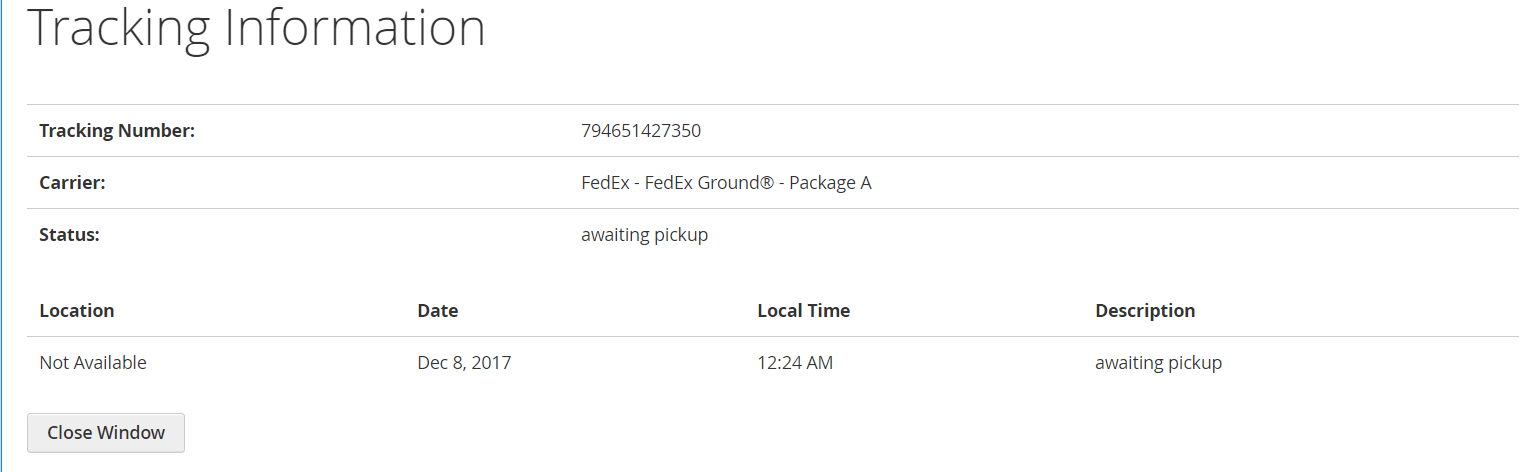 Tracking Information
Tracking Number: 794651427350
Carrier: FedEx - FedEx Ground® - Package A
Status: awaiting pickup
Location Date Local Time Description
Not Available Dec 8, 2017 12:24 AM awaiting pickup
Close Window